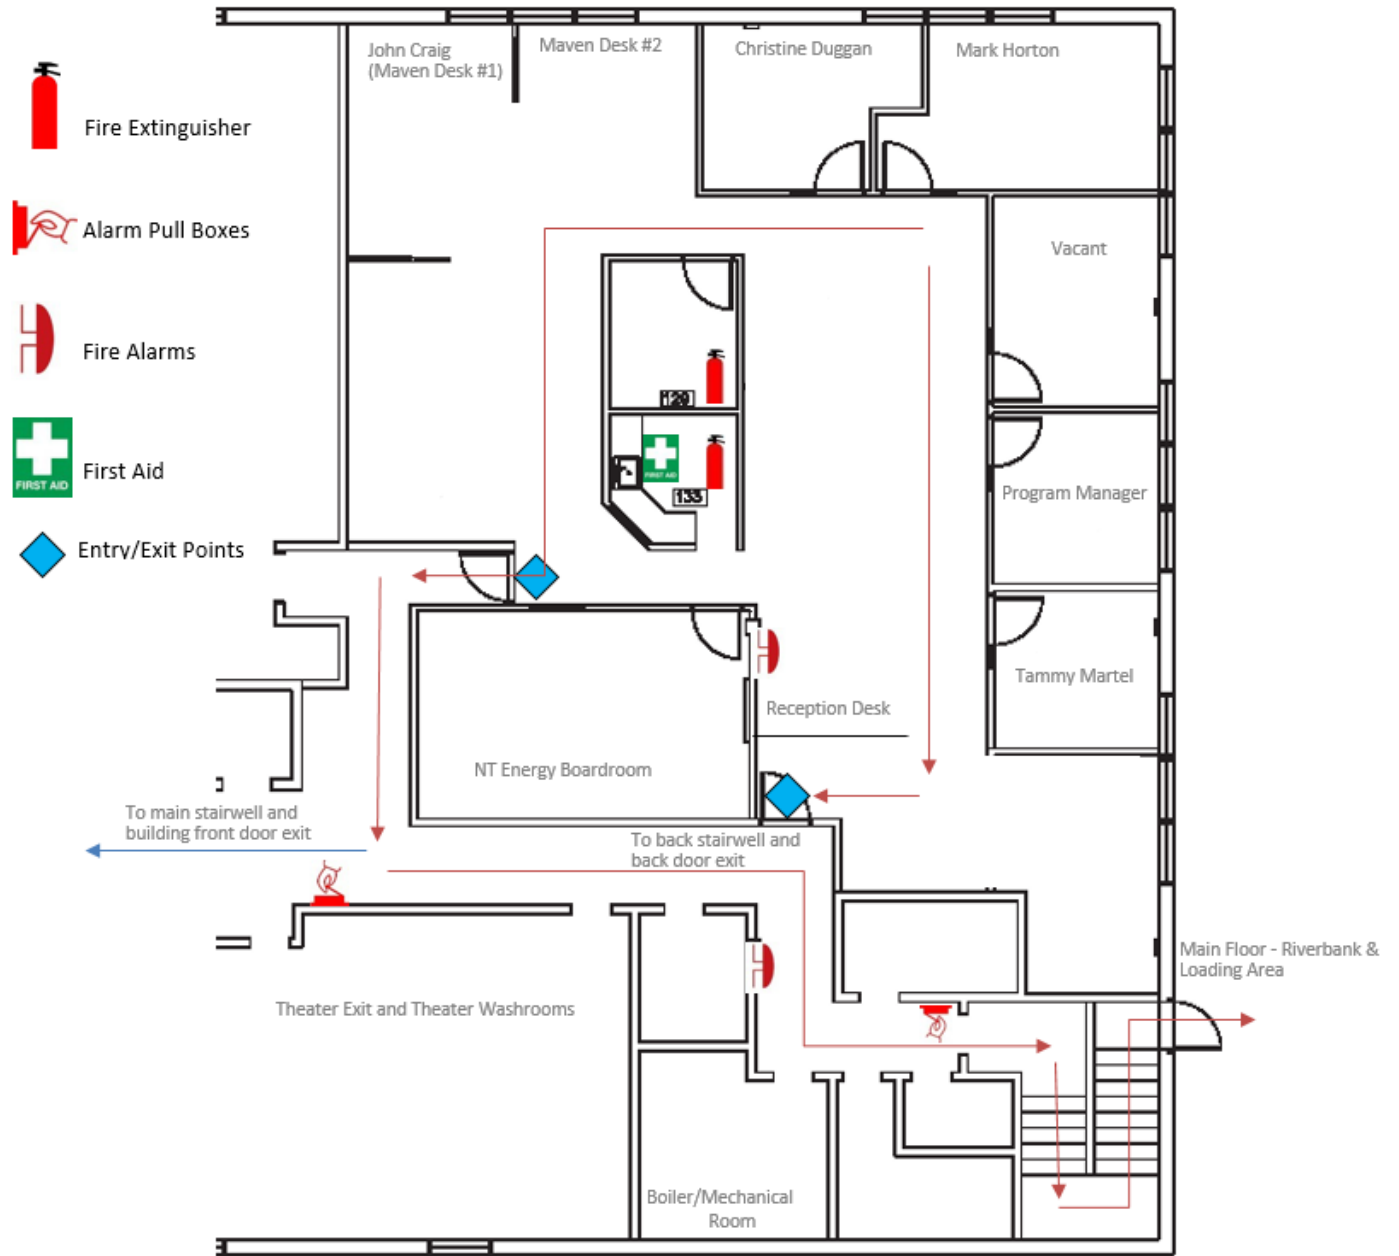 John Craig
(Maven Desk #1)
Maven Desk #2
Christine Duggan
Mark Horton
Fire Extinguisher
Alarm Pull Boxes
Vacant
Fire Alarms
129
FIRST AID
First Aid
FIRST AID
133
Program Manager
Entry/Exit Points
Tammy Martel
Reception Desk
NT Energy Boardroom
To main stairwell and
building front door exit
To back stairwell and
back door exit
Main Floor - Riverbank &
Loading Area
Theater Exit and Theater Washrooms
Boiler/Mechanical
Room